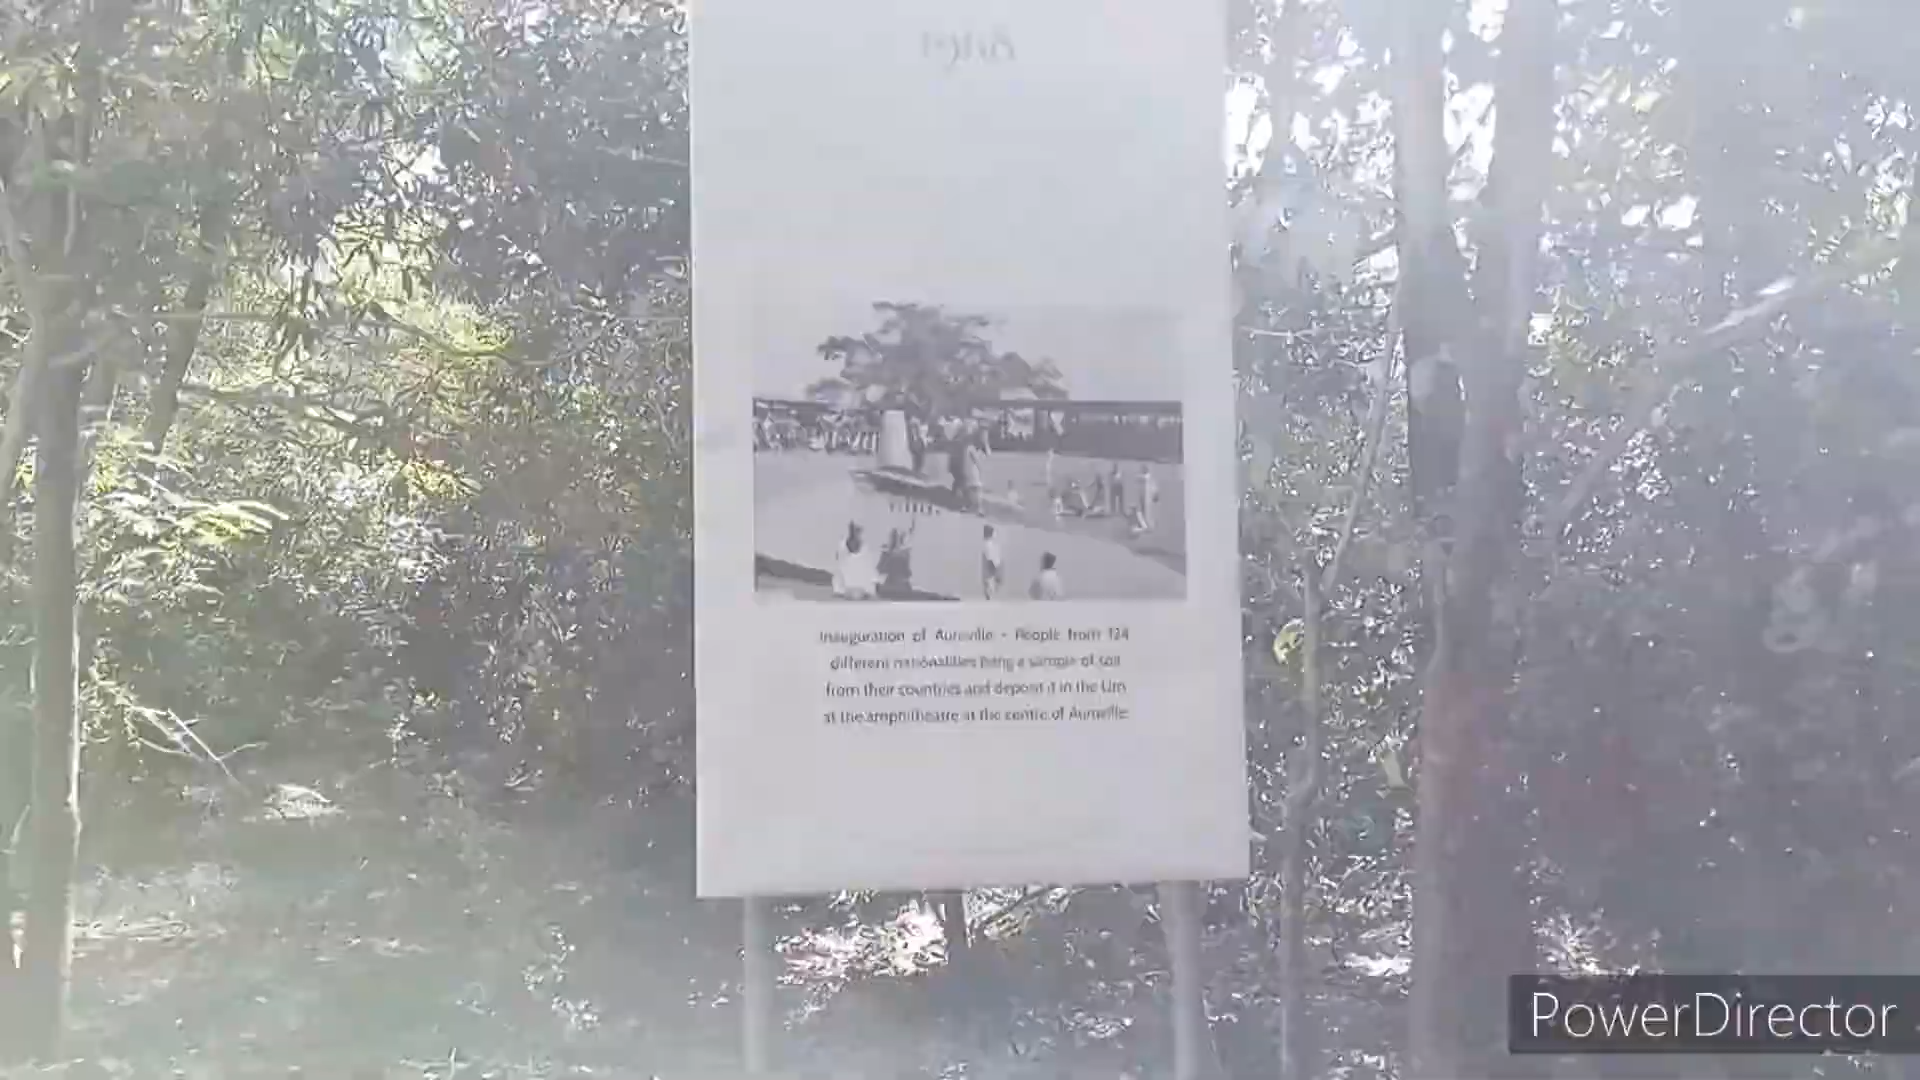 1968
Inauguration of Auroville - People from 124
different nationalities bring a sample of soil
from their countries and deposit it in the Urn
at the amphitheatre at the centre of Auroville
PowerDirector